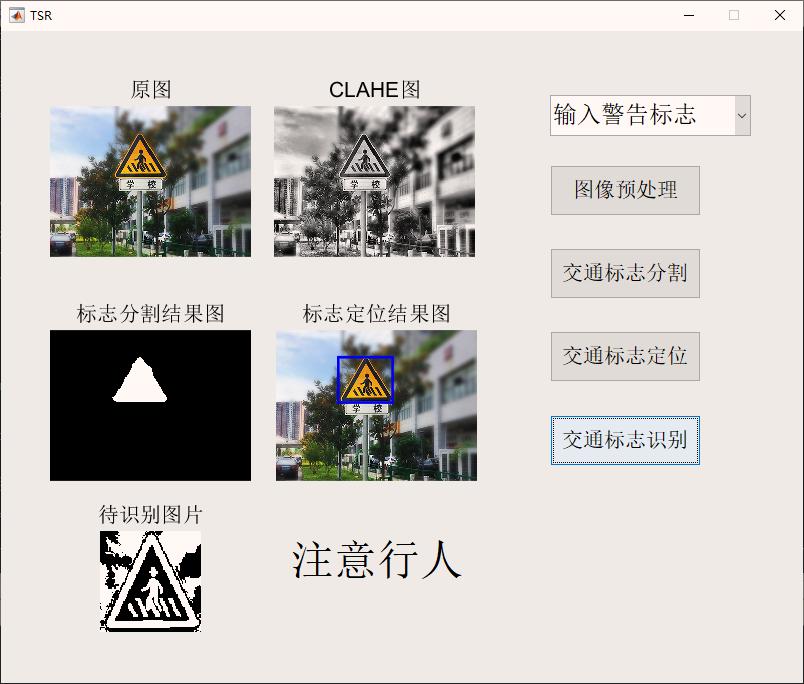 TSR
原图
CLAHE图
输入警告标志
学 校
图像预处理
交通标志分割
标志分割结果图
标志定位结果图
交通标志定位
学 校
交通标志识别
待识别图片
注意行人